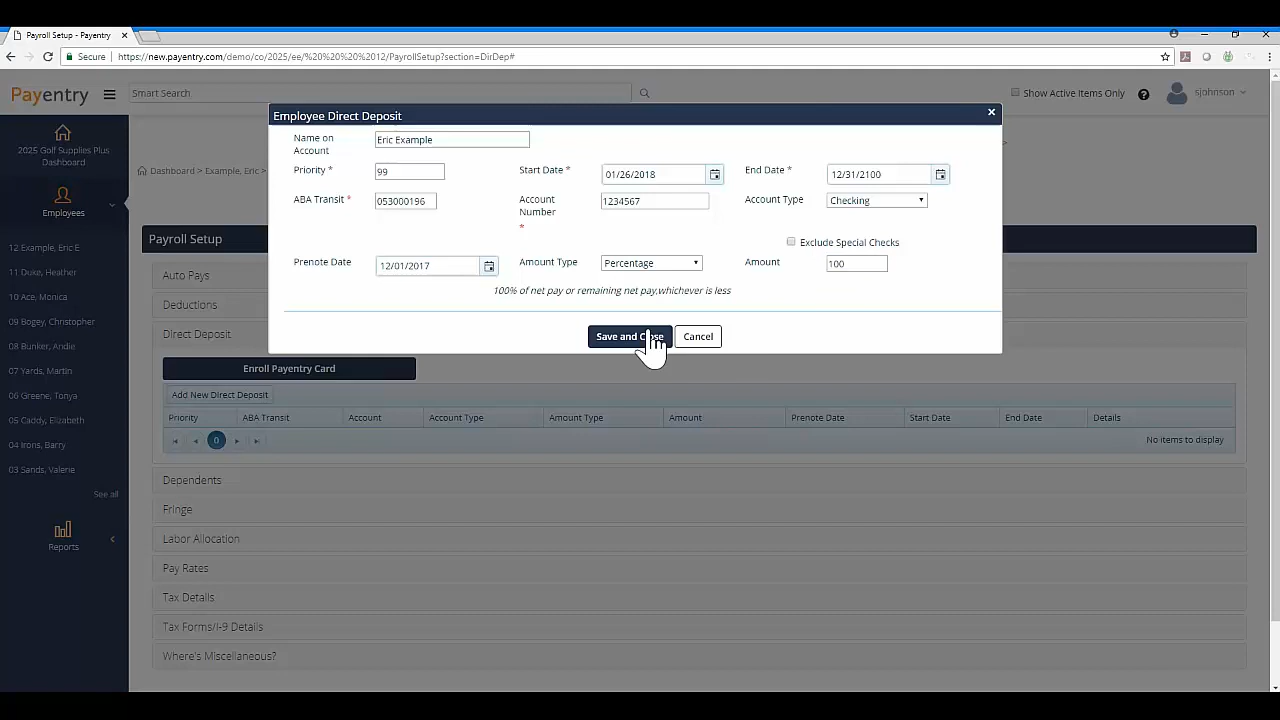 Payroll Setup - Payentry
Secure https://new.payentry.com/demo/co/2025/ee/%20%20%20%2012/PayrollSetup?section=DirDep#
Payentry
Smart Search
Show Active Items Only
sjohnson
2025 Golf Supplies Plus
Dashboard
Employees
12 Example, Eric E
11 Duke, Heather
10 Ace, Monica
09 Bogey, Christopher
08 Bunker, Andie
07 Yards, Martin
06 Greene, Tonya
05 Caddy, Elizabeth
04 Irons, Barry
03 Sands, Valerie
See all
Reports
Dashboard > Example, Eric >
Employee Direct Deposit
Name on
Account
Eric Example
Priority * 99 Start Date * 01/26/2018 End Date * 12/31/2100
ABA Transit * 053000196 Account
Number
* 1234567 Account Type Checking
Exclude Special Checks
Prenote Date 12/01/2017 Amount Type Percentage Amount 100
100% of net pay or remaining net pay,whichever is less
Save and Close Cancel
Payroll Setup
Auto Pays
Deductions
Direct Deposit
Enroll Payentry Card
Add New Direct Deposit
Priority ABA Transit Account Account Type Amount Type Amount Prenote Date Start Date End Date Details
0 No items to display
Dependents
Fringe
Labor Allocation
Pay Rates
Tax Details
Tax Forms/I-9 Details
Where's Miscellaneous?